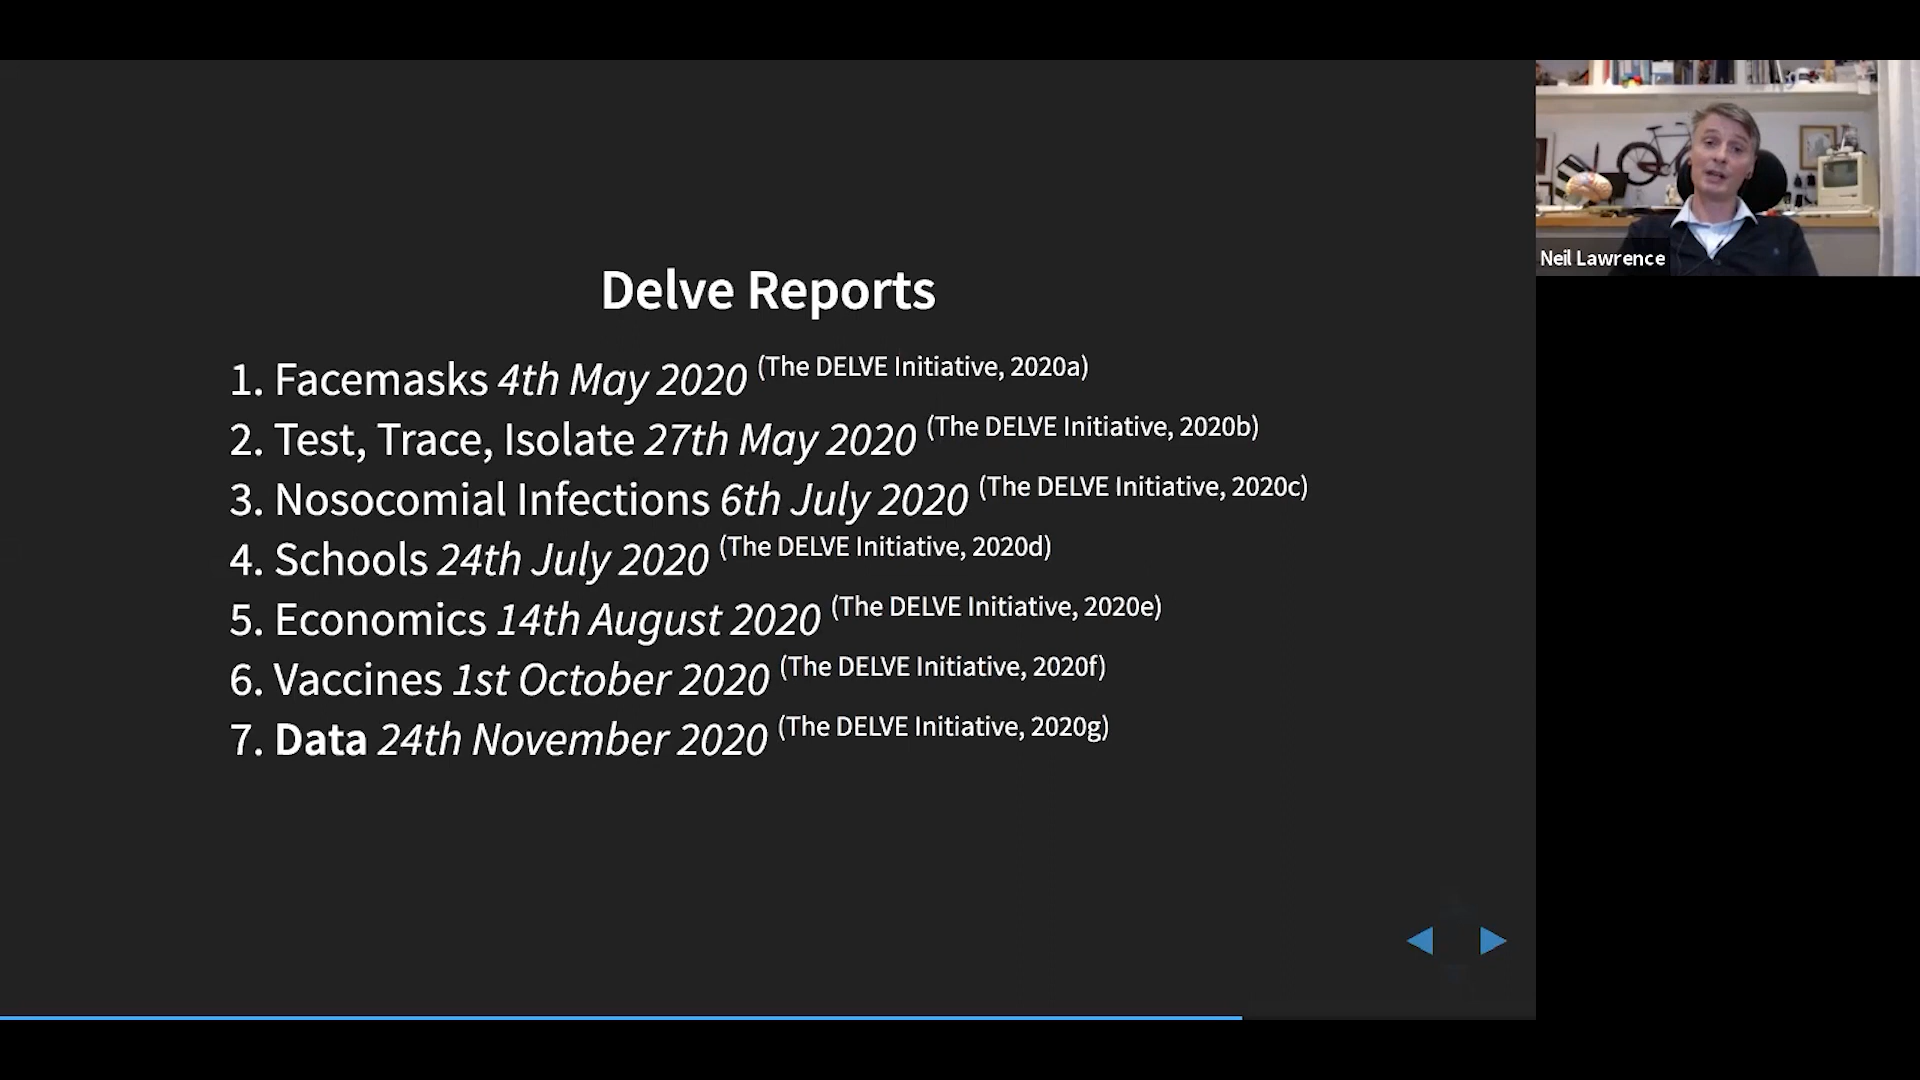 Delve Reports
1. Facemasks 4th May 2020 (The DELVE Initiative, 2020a)
2. Test, Trace, Isolate 27th May 2020 (The DELVE Initiative, 2020b)
3. Nosocomial Infections 6th July 2020 (The DELVE Initiative, 2020c)
4. Schools 24th July 2020 (The DELVE Initiative, 2020d)
5. Economics 14th August 2020 (The DELVE Initiative, 2020e)
6. Vaccines 1st October 2020 (The DELVE Initiative, 2020f)
7. Data 24th November 2020 (The DELVE Initiative, 2020g)
Neil Lawrence